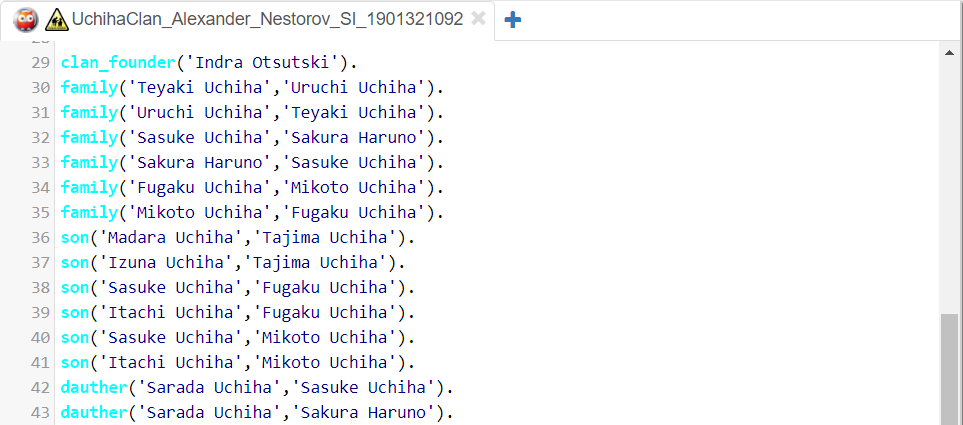 UchihaClan_Alexander_Nestorov_SI_1901321092
29 clan_founder('Indra Otsutski').
30 family('Teyaki Uchiha','Uruchi Uchiha').
31 family('Uruchi Uchiha','Teyaki Uchiha').
32 family('Sasuke Uchiha','Sakura Haruno').
33 family('Sakura Haruno','Sasuke Uchiha').
34 family('Fugaku Uchiha','Mikoto Uchiha').
35 family('Mikoto Uchiha','Fugaku Uchiha').
36 son('Madara Uchiha','Tajima Uchiha').
37 son('Izuna Uchiha','Tajima Uchiha').
38 son('Sasuke Uchiha','Fugaku Uchiha').
39 son('Itachi Uchiha','Fugaku Uchiha').
40 son('Sasuke Uchiha','Mikoto Uchiha').
41 son('Itachi Uchiha','Mikoto Uchiha').
42 dauther('Sarada Uchiha','Sasuke Uchiha').
43 dauther('Sarada Uchiha','Sakura Haruno').